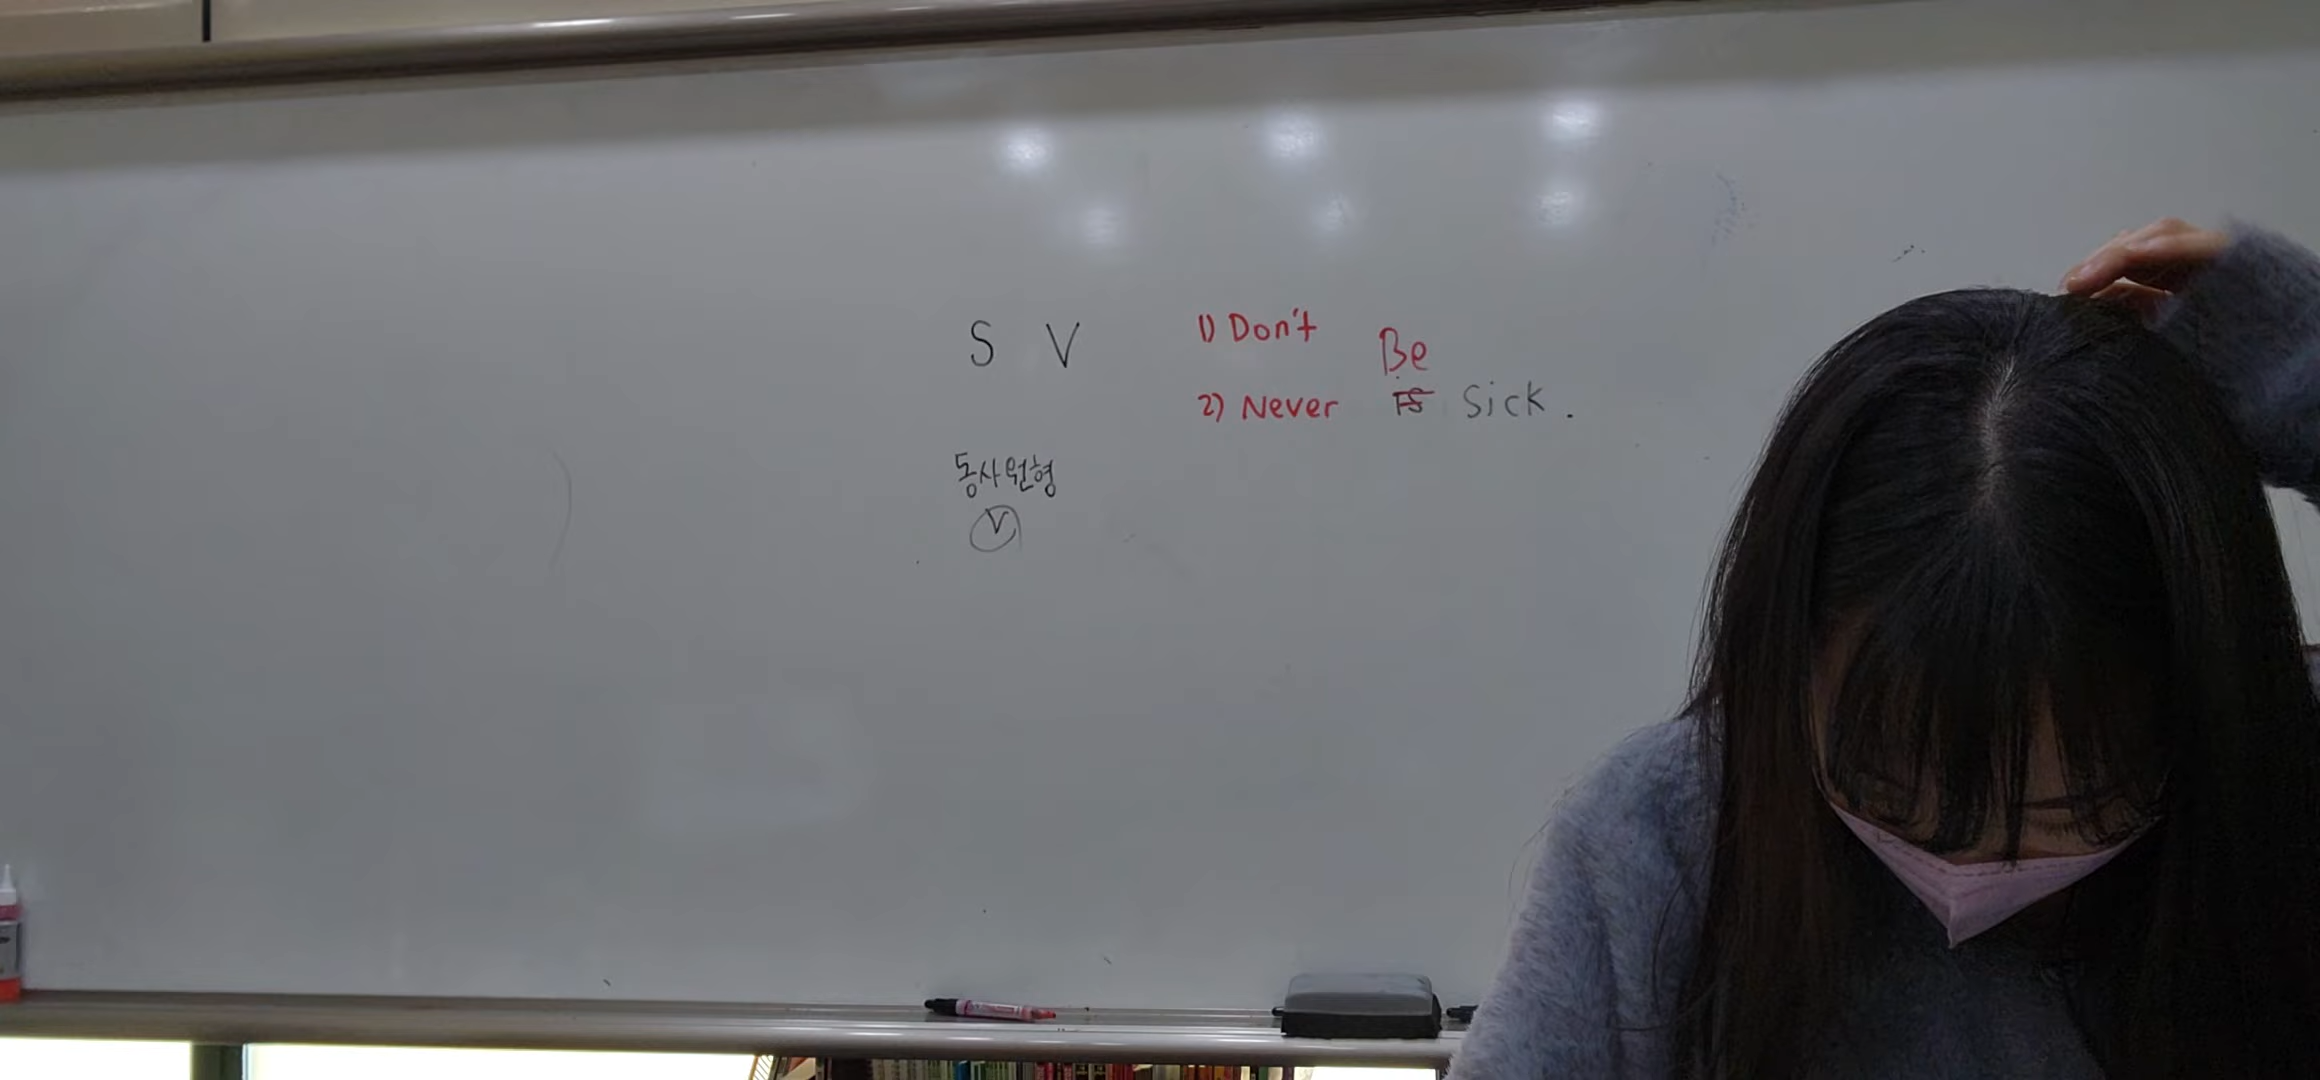 S V
1) Don't
Be
2) Never is sick.
동사원형
V